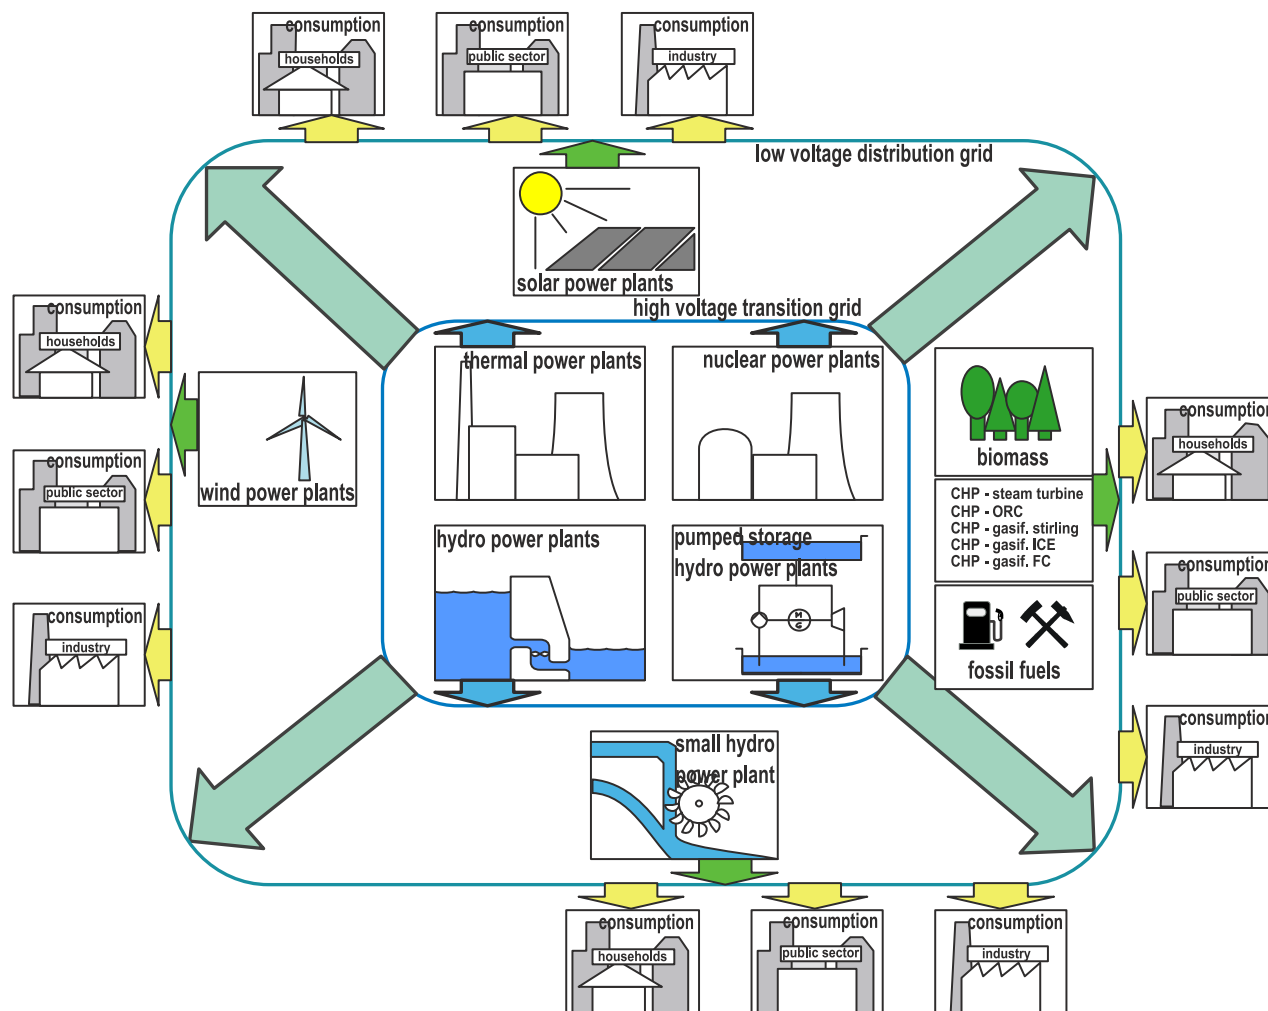 consumption
households
consumption
public sector
consumption
industry
low voltage distribution grid
solar power plants
high voltage transition grid
consumption
households
thermal power plants
nuclear power plants
wind power plants
biomass
consumption
households
consumption
public sector
CHP - steam turbine
CHP - ORC
CHP - gasif. stirling
CHP - gasif. ICE
CHP - gasif. FC
hydro power plants
pumped storage
hydro power plants
M
G
consumption
public sector
consumption
industry
fossil fuels
consumption
industry
small hydro
power plant
consumption
households
consumption
public sector
consumption
industry